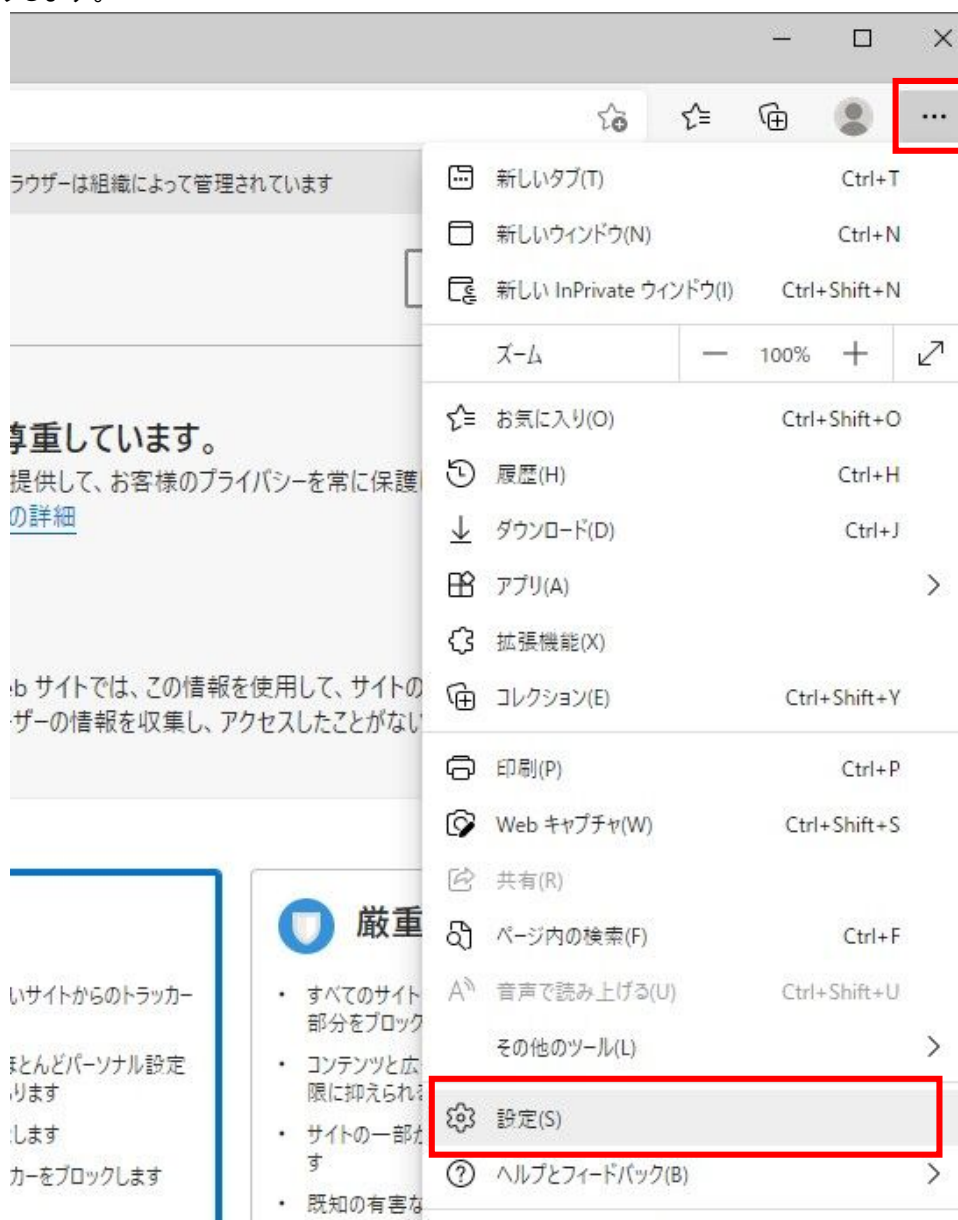 します。
ラウザーは組織によって管理されています
新しいタブ(T) Ctrl+T
新しいウィンドウ(N) Ctrl+N
新しい InPrivate ウィンドウ(I) Ctrl+Shift+N
ズーム — 100% +
お気に入り(O) Ctrl+Shift+O
履歴(H) Ctrl+H
ダウンロード(D) Ctrl+J
アプリ(A)
拡張機能(X)
コレクション(E) Ctrl+Shift+Y
印刷(P) Ctrl+P
Web キャプチャ(W) Ctrl+Shift+S
共有(R)
ページ内の検索(F) Ctrl+F
音声で読み上げる(U) Ctrl+Shift+U
その他のツール(L)
設定(S)
ヘルプとフィードバック(B)
尊重しています。
提供して、お客様のプライバシーを常に保護
の詳細
eb サイトでは、この情報を使用して、サイトの
ーザーの情報を収集し、アクセスしたことがない
いサイトからのトラッカー
ほとんどパーソナル設定
ります
します
カーをブロックします
厳重
• すべてのサイト
部分をブロック
• コンテンツと広
限に抑えられ
• サイトの一部
す
• 既知の有害な